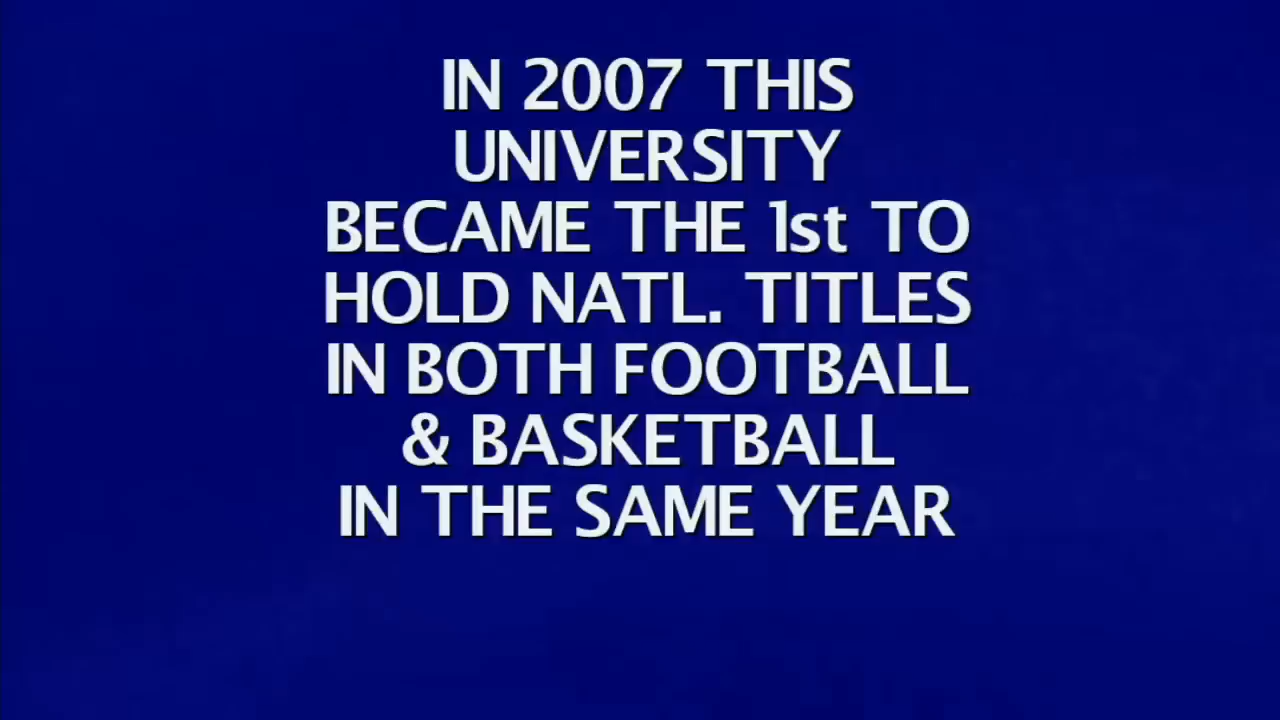 IN 2007 THIS
UNIVERSITY
BECAME THE 1st TO
HOLD NATL. TITLES
IN BOTH FOOTBALL
& BASKETBALL
IN THE SAME YEAR